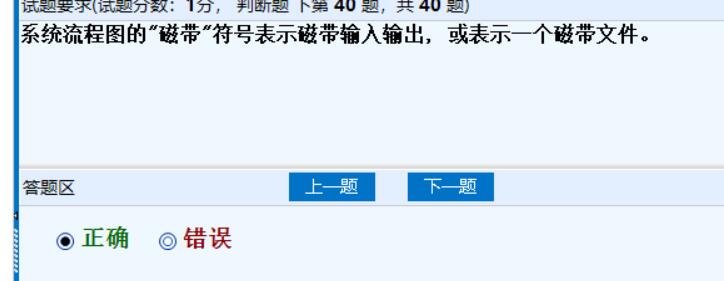 试题要求(试题分数：1分， 判断题 下第 40 题，共 40 题)
系统流程图的"磁带"符号表示磁带输入输出，或表示一个磁带文件。
答题区 上一题 下一题
正确 错误